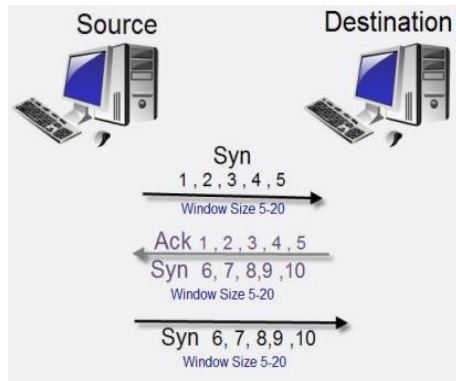 Source
Destination
Syn
1 , 2 , 3 , 4 , 5
Window Size 5-20
Ack 1 , 2 , 3 , 4 , 5
Syn 6, 7, 8,9 ,10
Window Size 5-20
Syn 6, 7, 8,9 ,10
Window Size 5-20